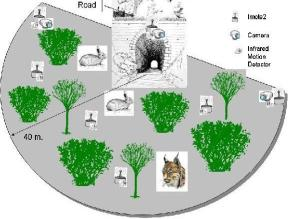 Road
Imote2
Camera
Infrared
Motion
Detector
40 m.